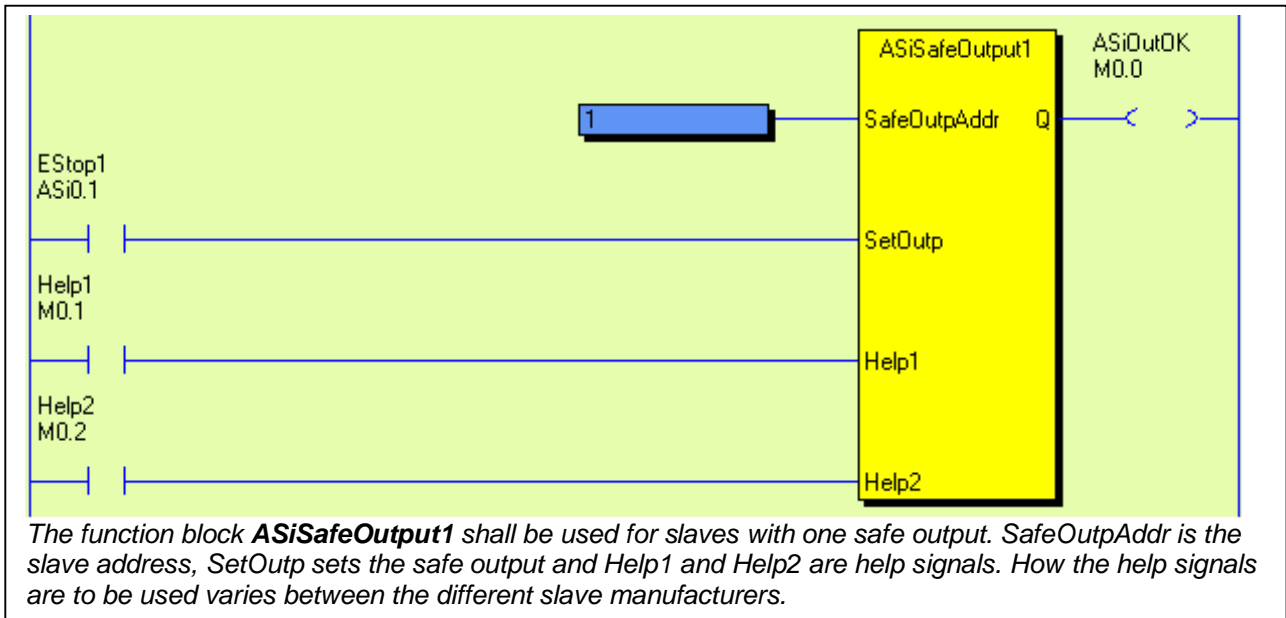 ASiSafeOutput1
ASiOutOK
M0.0
1
SafeOutpAddr Q
EStop1
ASi0.1
SetOutp
Help1
M0.1
Help1
Help2
M0.2
Help2
The function block ASiSafeOutput1 shall be used for slaves with one safe output. SafeOutpAddr is the
slave address, SetOutp sets the safe output and Help1 and Help2 are help signals. How the help signals
are to be used varies between the different slave manufacturers.